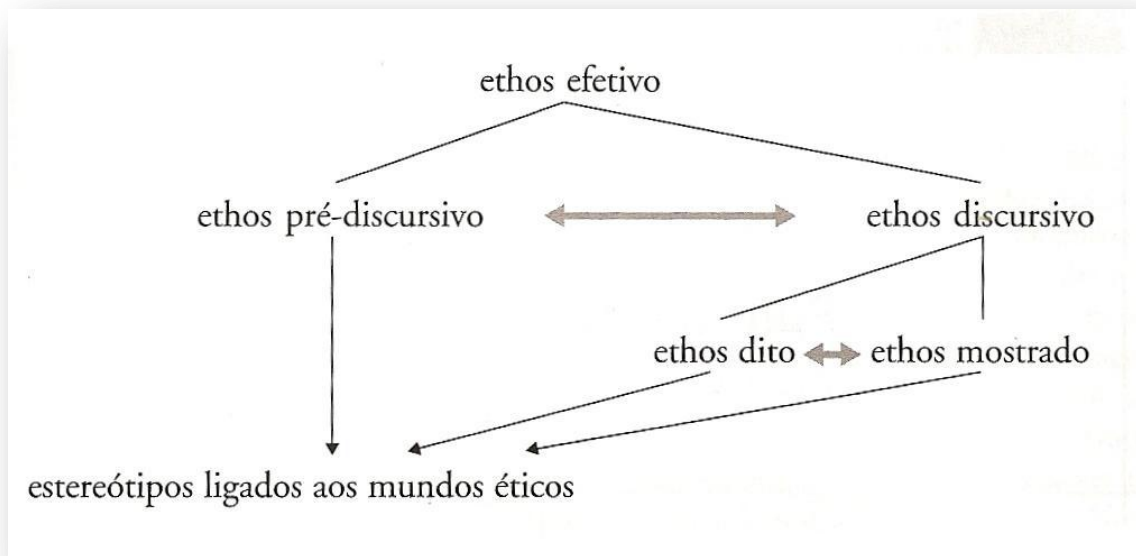 ethos efetivo
ethos pré-discursivo
ethos discursivo
ethos dito
ethos mostrado
estereótipos ligados aos mundos éticos